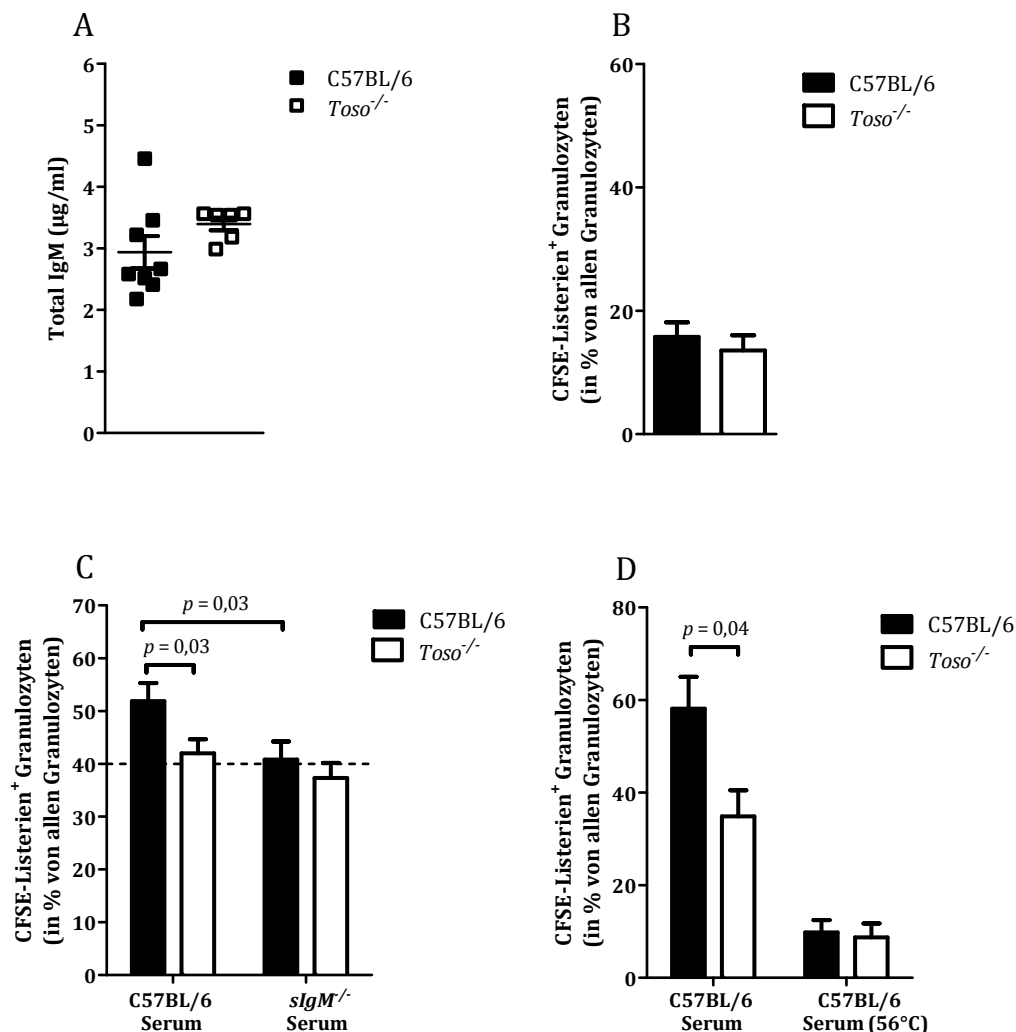 A
Total IgM (µg/ml)
6
5
4
3
2
1
0
C57BL/6
Toso-/-
B
CFSE-Listerien+ Granulozyten
(in % von allen Granulozyten)
60
40
20
0
C57BL/6
Toso-/-
C
CFSE-Listerien+ Granulozyten
(in % von allen Granulozyten)
70
60
50
40
30
20
10
0
p = 0,03
p = 0,03
C57BL/6
Toso-/-
C57BL/6
Serum
sIgM-/-
Serum
D
CFSE-Listerien+ Granulozyten
(in % von allen Granulozyten)
80
60
40
20
0
p = 0,04
C57BL/6
Toso-/-
C57BL/6
Serum
C57BL/6
Serum (56°C)